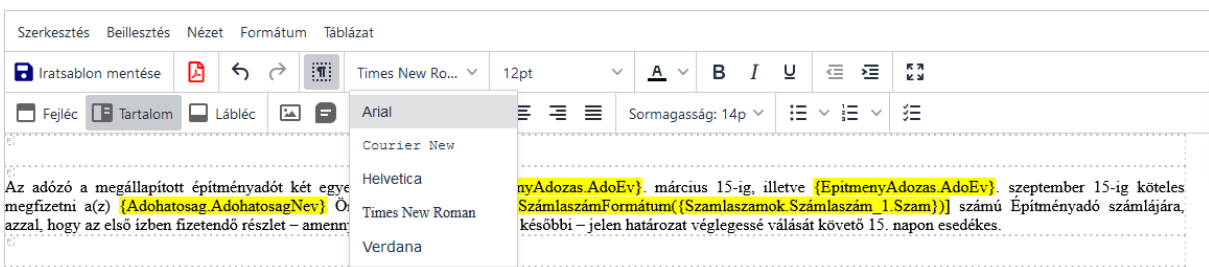 Szerkesztés Beillesztés Nézet Formátum Táblázat
Iratsablon mentése Times New Ro... 12pt A B I U
Fejléc Tartalom Lábléc Sormagasság: 14p
Arial
Courier New
Helvetica
Times New Roman
Verdana
Az adózó a megállapított építményadót két egye nyAdozas.AdoEv}. március 15-ig, illetve {EpitmenyAdozas.AdoEv}. szeptember 15-ig köteles
megfizetni a(z) {Adohatosag.AdohatosagNev} SzámlaszámFormátum({Szamlaszamok.Számlaszám_1.Szam})] számú Építményadó számlájára,
azzal, hogy az első ízben fizetendő részlet – amenn későbbi – jelen határozat véglegessé válását követő 15. napon esedékes.